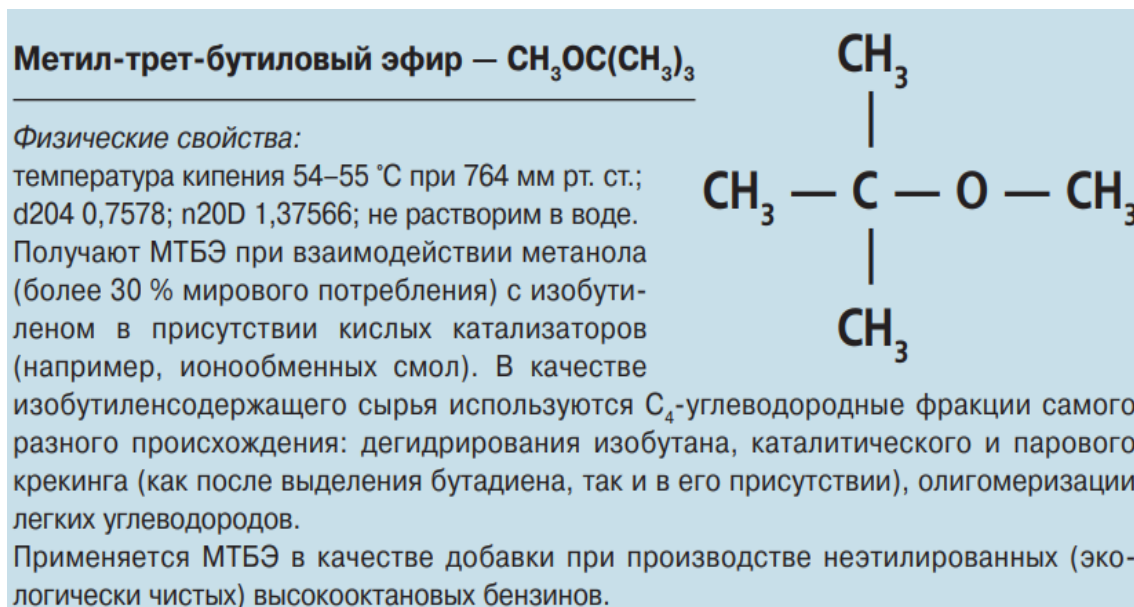 Метил-трет-бутиловый эфир — CH₃OC(CH₃)₃
Физические свойства:
температура кипения 54–55 °С при 764 мм рт. ст.;
d204 0,7578; n20D 1,37566; не растворим в воде.
Получают МТБЭ при взаимодействии метанола
(более 30 % мирового потребления) с изобути-
леном в присутствии кислых катализаторов
(например, ионообменных смол). В качестве
изобутиленсодержащего сырья используются С₄-углеводородные фракции самого
разного происхождения: дегидрирования изобутана, каталитического и парового
крекинга (как после выделения бутадиена, так и в его присутствии), олигомеризации
легких углеводородов.
Применяется МТБЭ в качестве добавки при производстве неэтилированных (эко-
логически чистых) высокооктановых бензинов.
CH₃
CH₃ — C — O — CH₃
CH₃